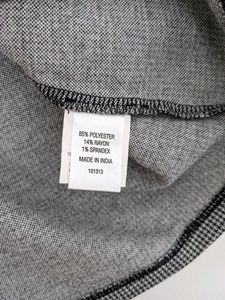 85% POLYESTER
14% RAYON
1% SPANDEX
MADE IN INDIA
101313